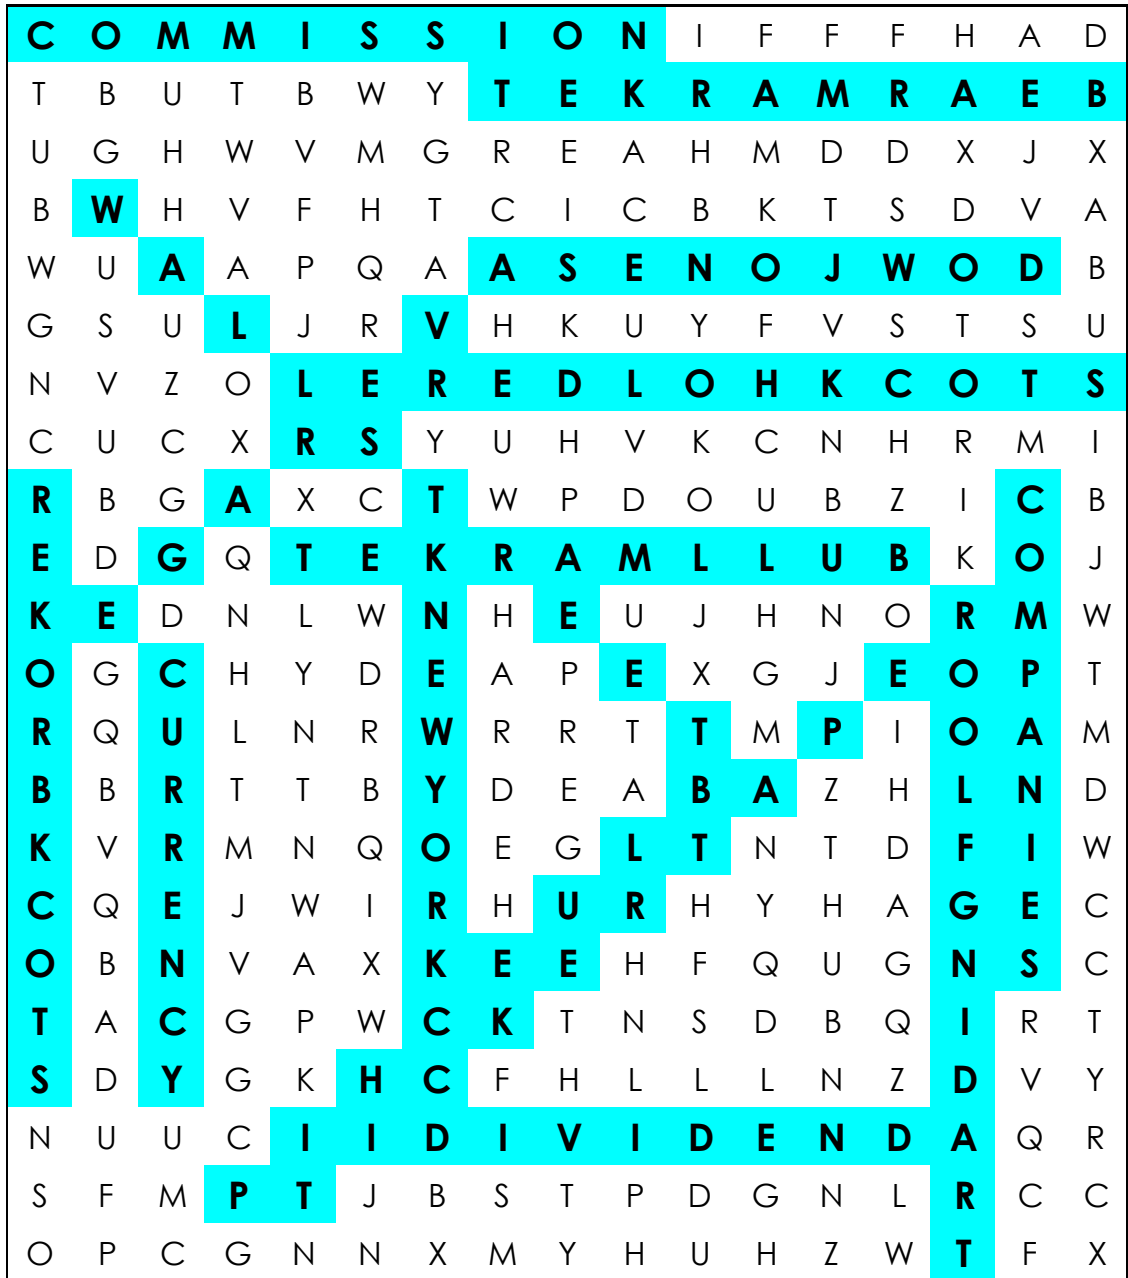 C O M M I S S I O N I F F F H A D
T B U T B W Y T E K R A M R A E B
U G H W V M G R E A H M D D X J X
B W H V F H T C I C B K T S D V A
W U A A P Q A A S E N O J W O D B
G S U L J R V H K U Y F V S T S U
N V Z O L E R E D L O H K C O T S
C U C X R S Y U H V K C N H R M I
R B G A X C T W P D O U B Z I C B
E D G Q T E K R A M L L U B K O J
K E D N L W N H E U J H N O R M W
O G C H Y D E A P E X G J E O P T
R Q U L N R W R R T T M P I O A M
B B R T T B Y D E A B A Z H L N D
K V R M N Q O E G L T N T D F I W
C Q E J W I R H U R H Y H A G E C
O B N V A X K E E H F Q U G N S C
T A C G P W C K T N S D B Q I R T
S D Y G K H C F H L L L N Z D V Y
N U U C I I D I V I D E N D A Q R
S F M P T J B S T P D G N L R C C
O P C G N N X M Y H U H Z W T F X